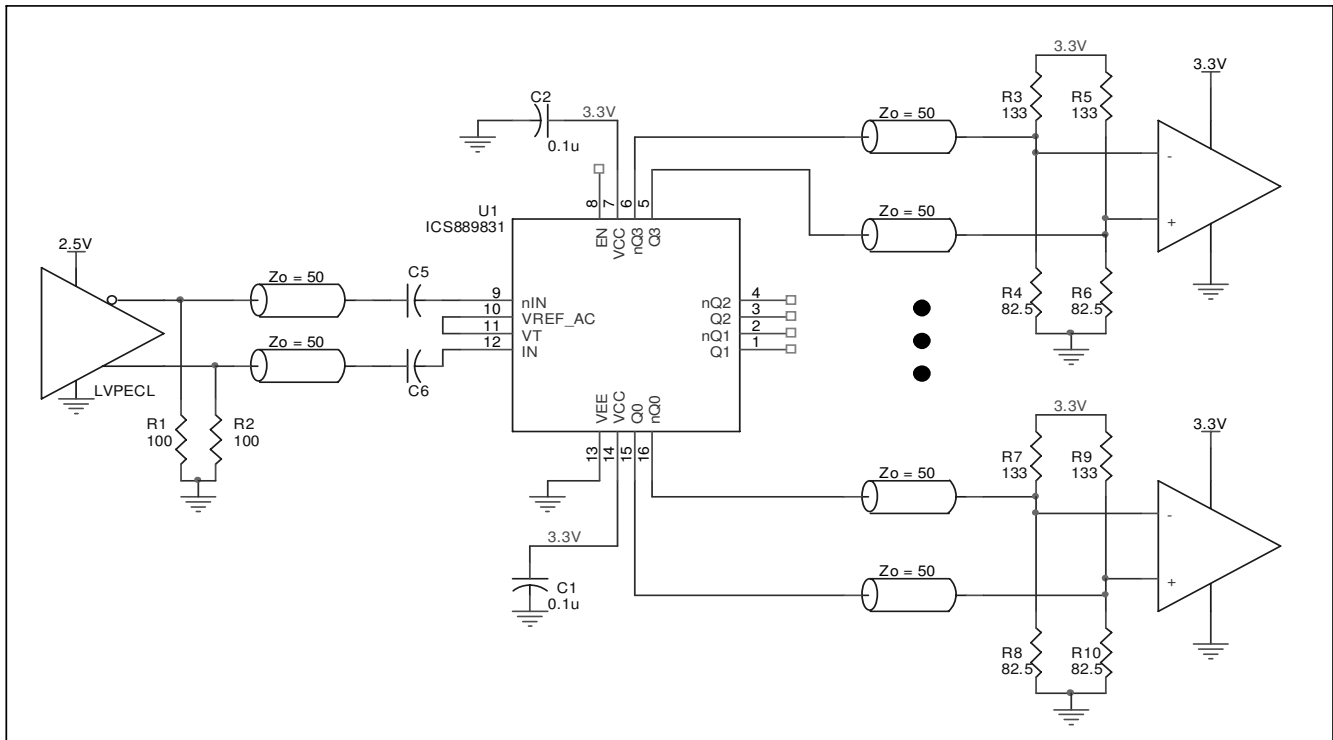 3.3V
3.3V
R3
133
R5
133
Zo = 50
C2
3.3V
0.1u
-
+
U1
ICS889831
8
7
6
5
EN
VCC
nQ3
Q3
Zo = 50
2.5V
Zo = 50
C5
9
nIN
10
VREF_AC
11
VT
12
IN
nQ2
4
Q2
3
nQ1
2
Q1
1
R4
82.5
R6
82.5
Zo = 50
C6
LVPECL
R1
100
R2
100
VEE
VCC
Q0
nQ0
13
14
15
16
3.3V
3.3V
R7
133
R9
133
Zo = 50
-
+
3.3V
C1
0.1u
Zo = 50
R8
82.5
R10
82.5